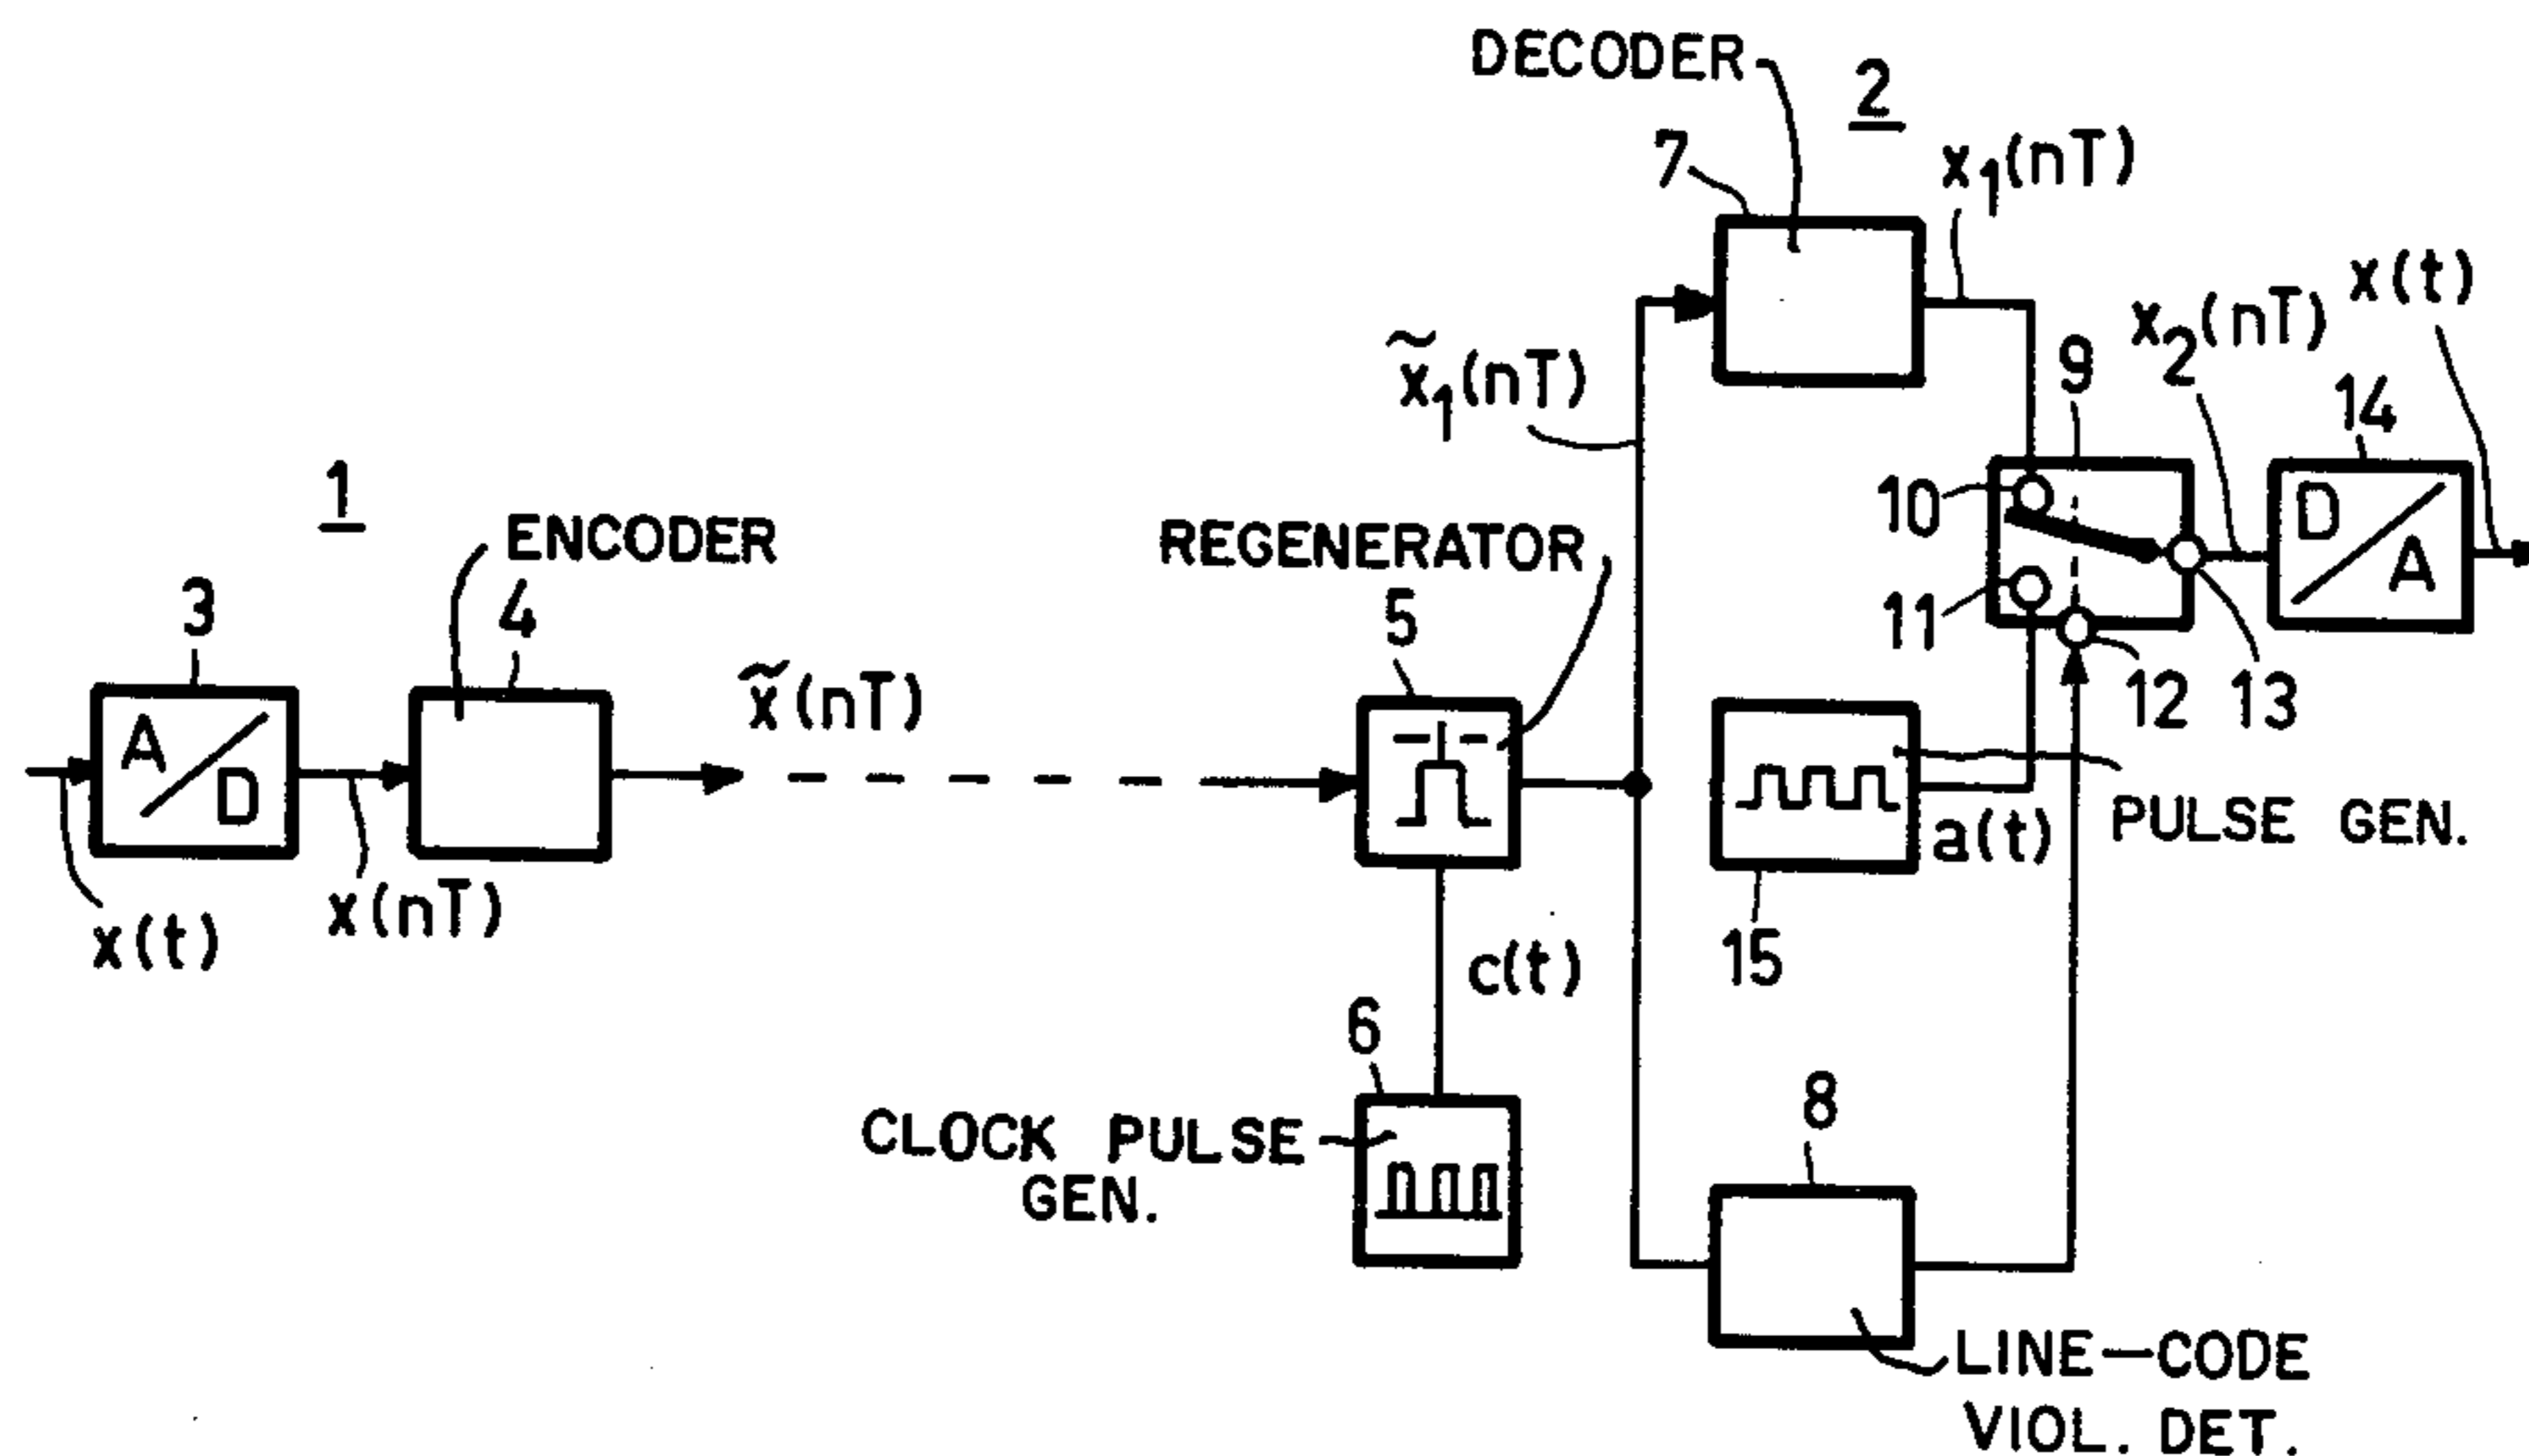 DECODER
2
7
x₁(nT)
x(t)
x̃₁(nT)
9
x₂(nT)
14
1
ENCODER
REGENERATOR
10
D/A
3
4
5
11
x̃(nT)
12
13
A/D
a(t)
PULSE GEN.
x(t)
x(nT)
15
c(t)
6
8
CLOCK PULSE
GEN.
LINE-CODE
VIOL. DET.